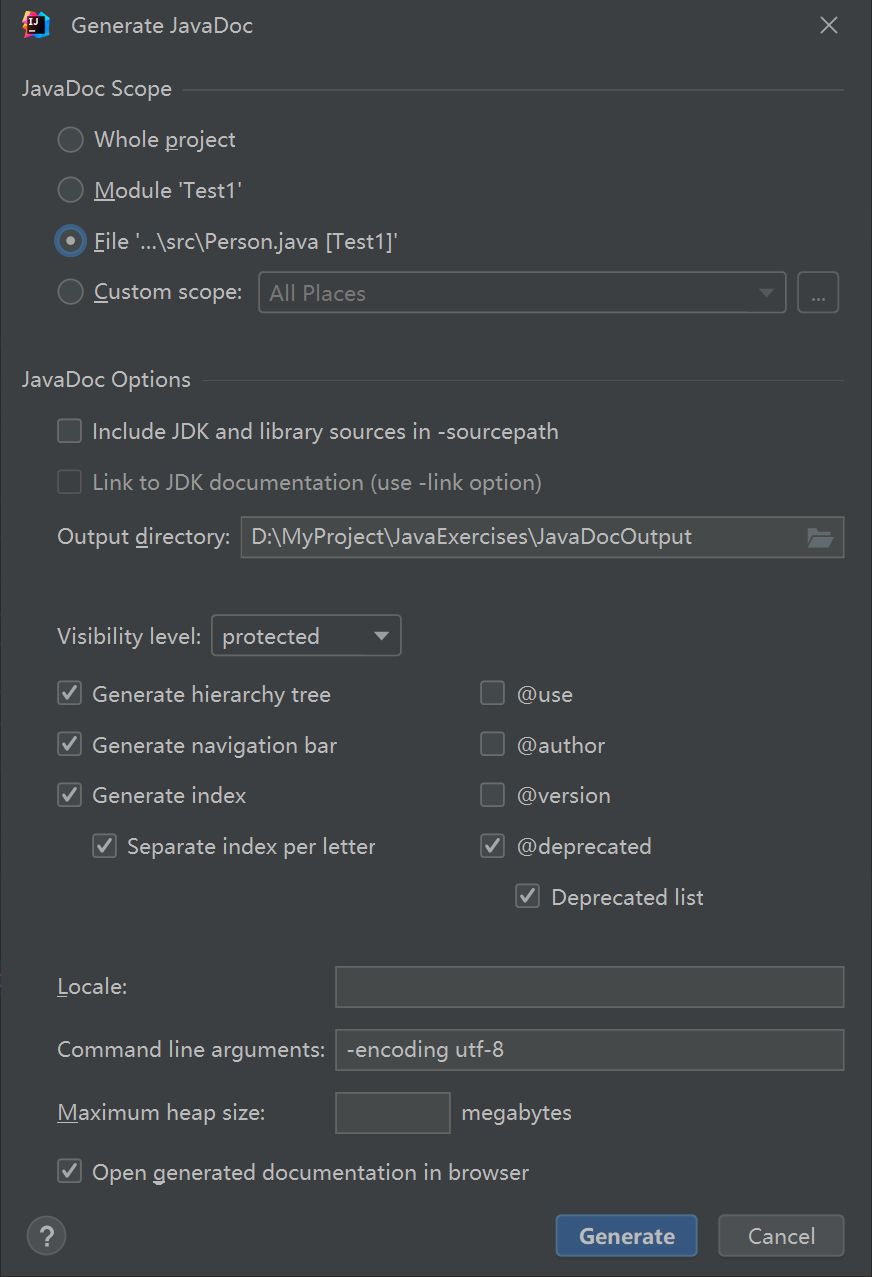 Generate JavaDoc
JavaDoc Scope
Whole project
Module 'Test1'
File '...\src\Person.java [Test1]'
Custom scope: All Places ...
JavaDoc Options
Include JDK and library sources in -sourcepath
Link to JDK documentation (use -link option)
Output directory: D:\MyProject\JavaExercises\JavaDocOutput
Visibility level: protected
Generate hierarchy tree @use
Generate navigation bar @author
Generate index @version
Separate index per letter @deprecated
Deprecated list
Locale:
Command line arguments: -encoding utf-8
Maximum heap size: megabytes
Open generated documentation in browser
? Generate Cancel